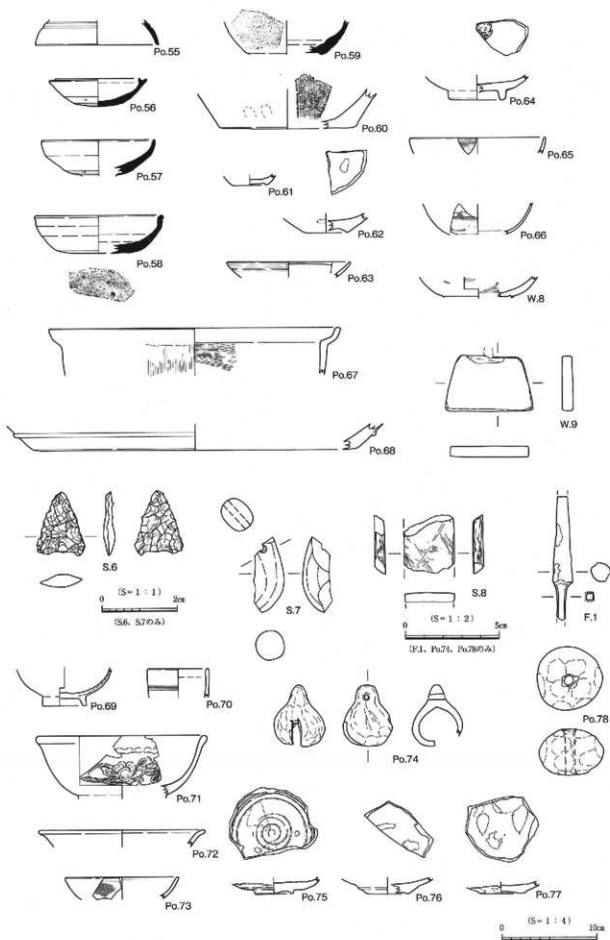 Po.55
Po.56
Po.57
Po.58
Po.59
Po.60
Po.61
Po.62
Po.63
Po.64
Po.65
Po.66
W.8
Po.67
Po.68
W.9
S.6
(S=1:1)
0 2cm
(S.6、S.7のみ)
S.7
S.8
(S=1:2)
0 5cm
(F.1、Po.74、Po.78のみ)
F.1
Po.69
Po.70
Po.71
Po.72
Po.73
Po.74
Po.75
Po.76
Po.77
Po.78
(S=1:4)
0 10cm